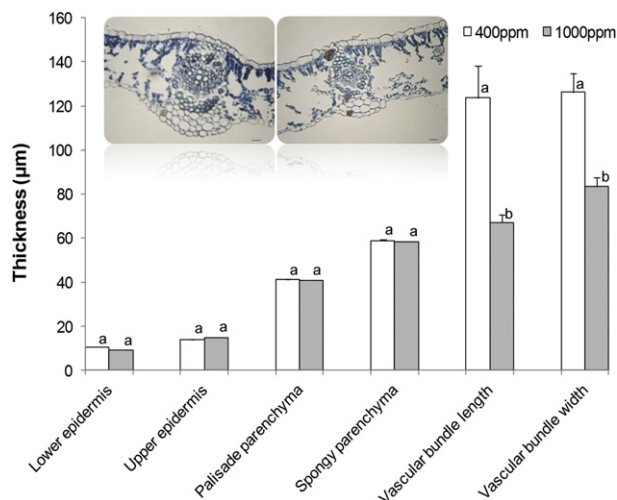 160
400ppm 1000ppm
140
a a
120
100
b
80
b
a a
60
a a
40
20
a a a a
0
Thickness (µm)
Lower epidermis
Upper epidermis
Palisade parenchyma
Spongy parenchyma
Vascular bundle length
Vascular bundle width